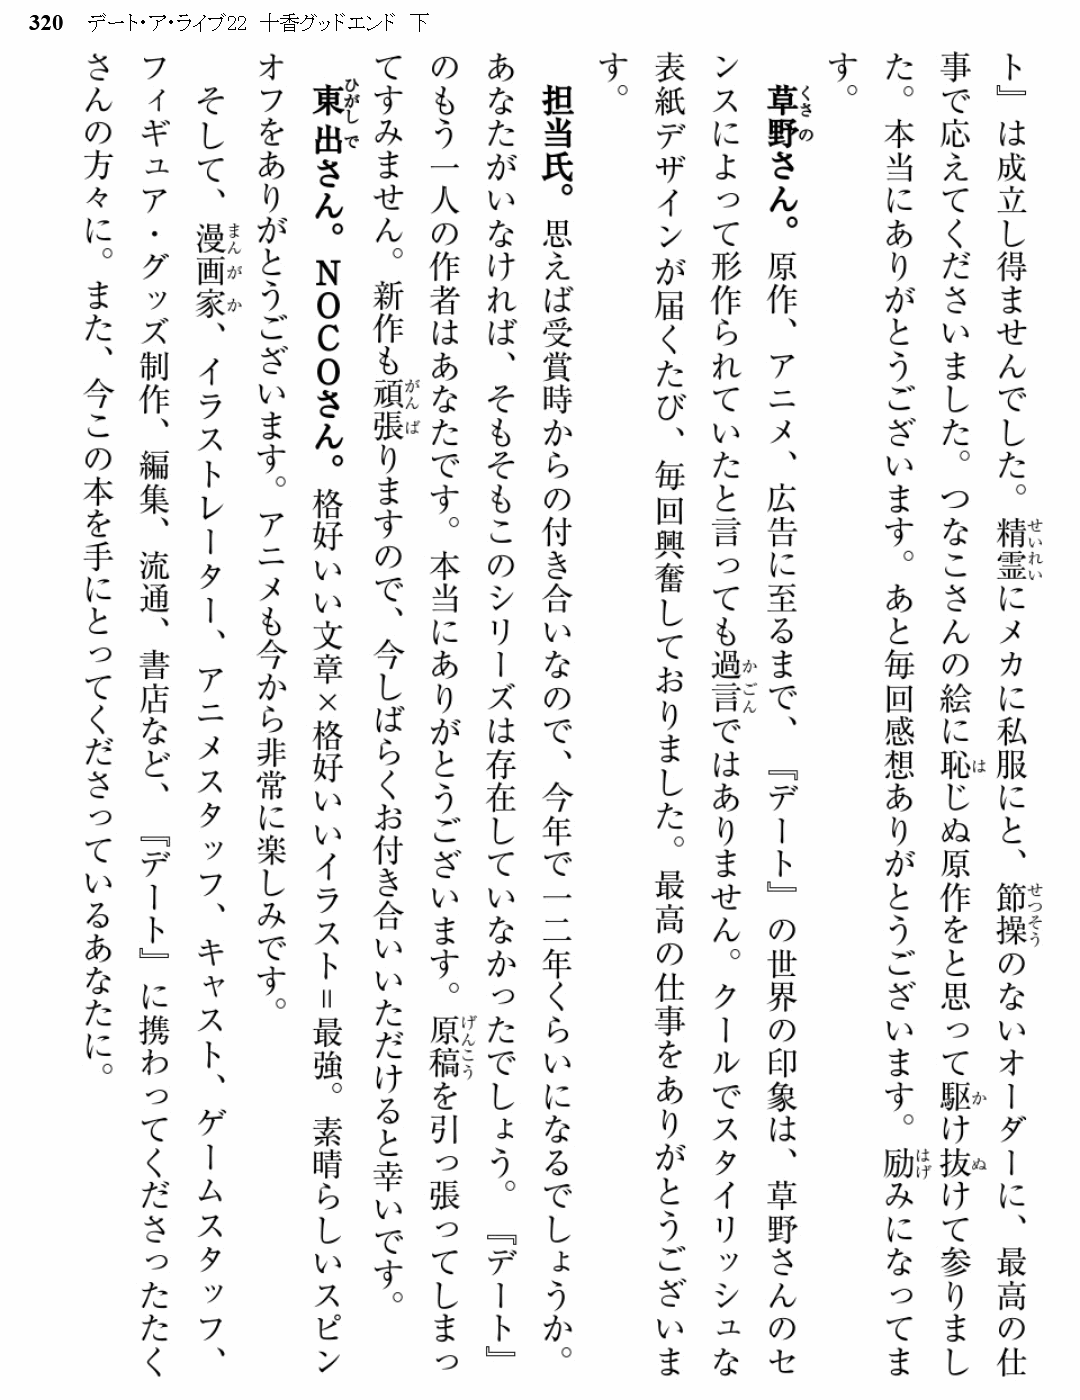 320 デート・ア・ライブ22 十香グッドエンド 下
ト』は成立し得ませんでした。精霊にメカに私服にと、節操のないオーダーに、最高の仕
事で応えてくださいました。つなこさんの絵に恥じぬ原作をと思って駆け抜けて参りまし
た。本当にありがとうございます。あと毎回感想ありがとうございます。励みになってま
す。
草野さん。原作、アニメ、広告に至るまで、『デート』の世界の印象は、草野さんのセ
ンスによって形作られていたと言っても過言ではありません。クールでスタイリッシュな
表紙デザインが届くたび、毎回興奮しておりました。最高の仕事をありがとうございま
す。
担当氏。思えば受賞時からの付き合いなので、今年で一二年くらいになるでしょうか。
あなたがいなければ、そもそもこのシリーズは存在していなかったでしょう。『デート』
のもう一人の作者はあなたです。本当にありがとうございます。原稿を引っ張ってしまっ
てすみません。新作も頑張りますので、今しばらくお付き合いいただけると幸いです。
東出さん。NOCOさん。格好いい文章×格好いいイラスト=最強。素晴らしいスピン
オフをありがとうございます。アニメも今から非常に楽しみです。
そして、漫画家、イラストレーター、アニメスタッフ、キャスト、ゲームスタッフ、
フィギュア・グッズ制作、編集、流通、書店など、『デート』に携わってくださったたく
さんの方々に。また、今この本を手にとってくださっているあなたに。